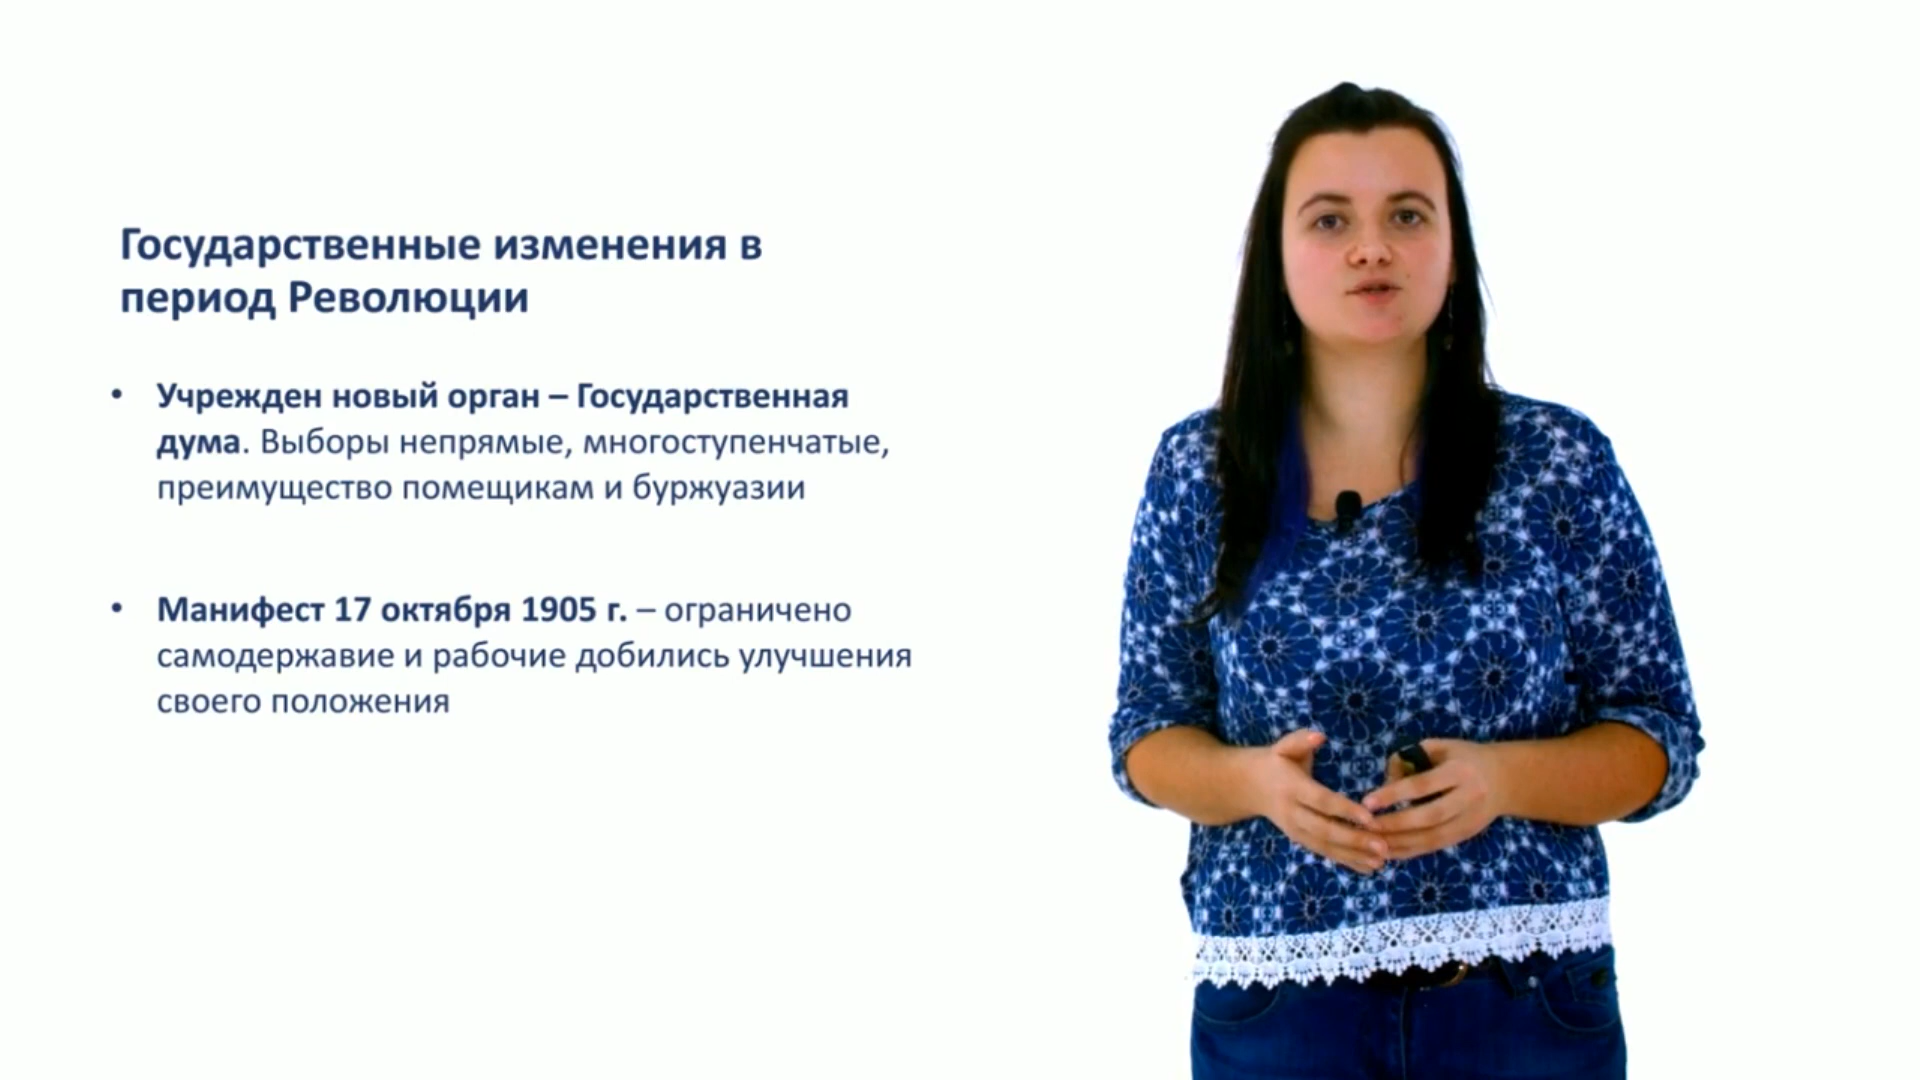 Государственные изменения в
период Революции
• Учрежден новый орган – Государственная
дума. Выборы непрямые, многоступенчатые,
преимущество помещикам и буржуазии
• Манифест 17 октября 1905 г. – ограничено
самодержавие и рабочие добились улучшения
своего положения